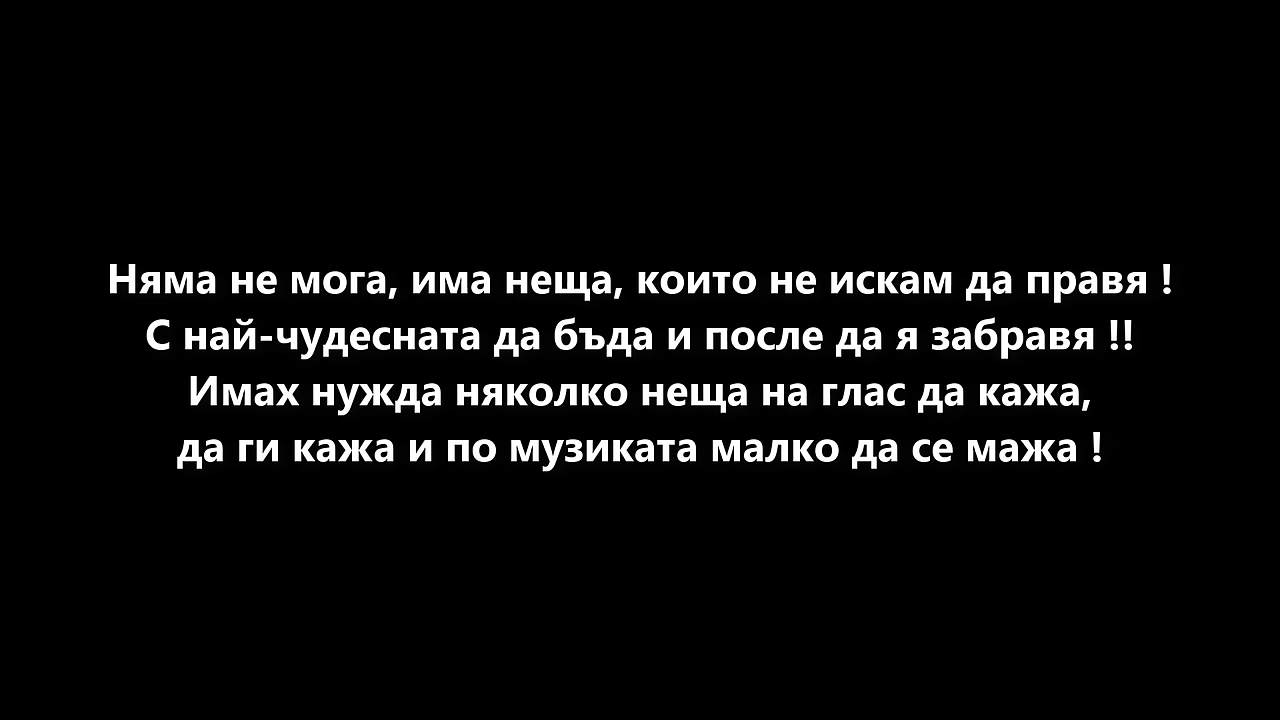 Няма не мога, има неща, които не искам да правя !
С най-чудесната да бъда и после да я забравя !!
Имах нужда няколко неща на глас да кажа,
да ги кажа и по музиката малко да се мажа !